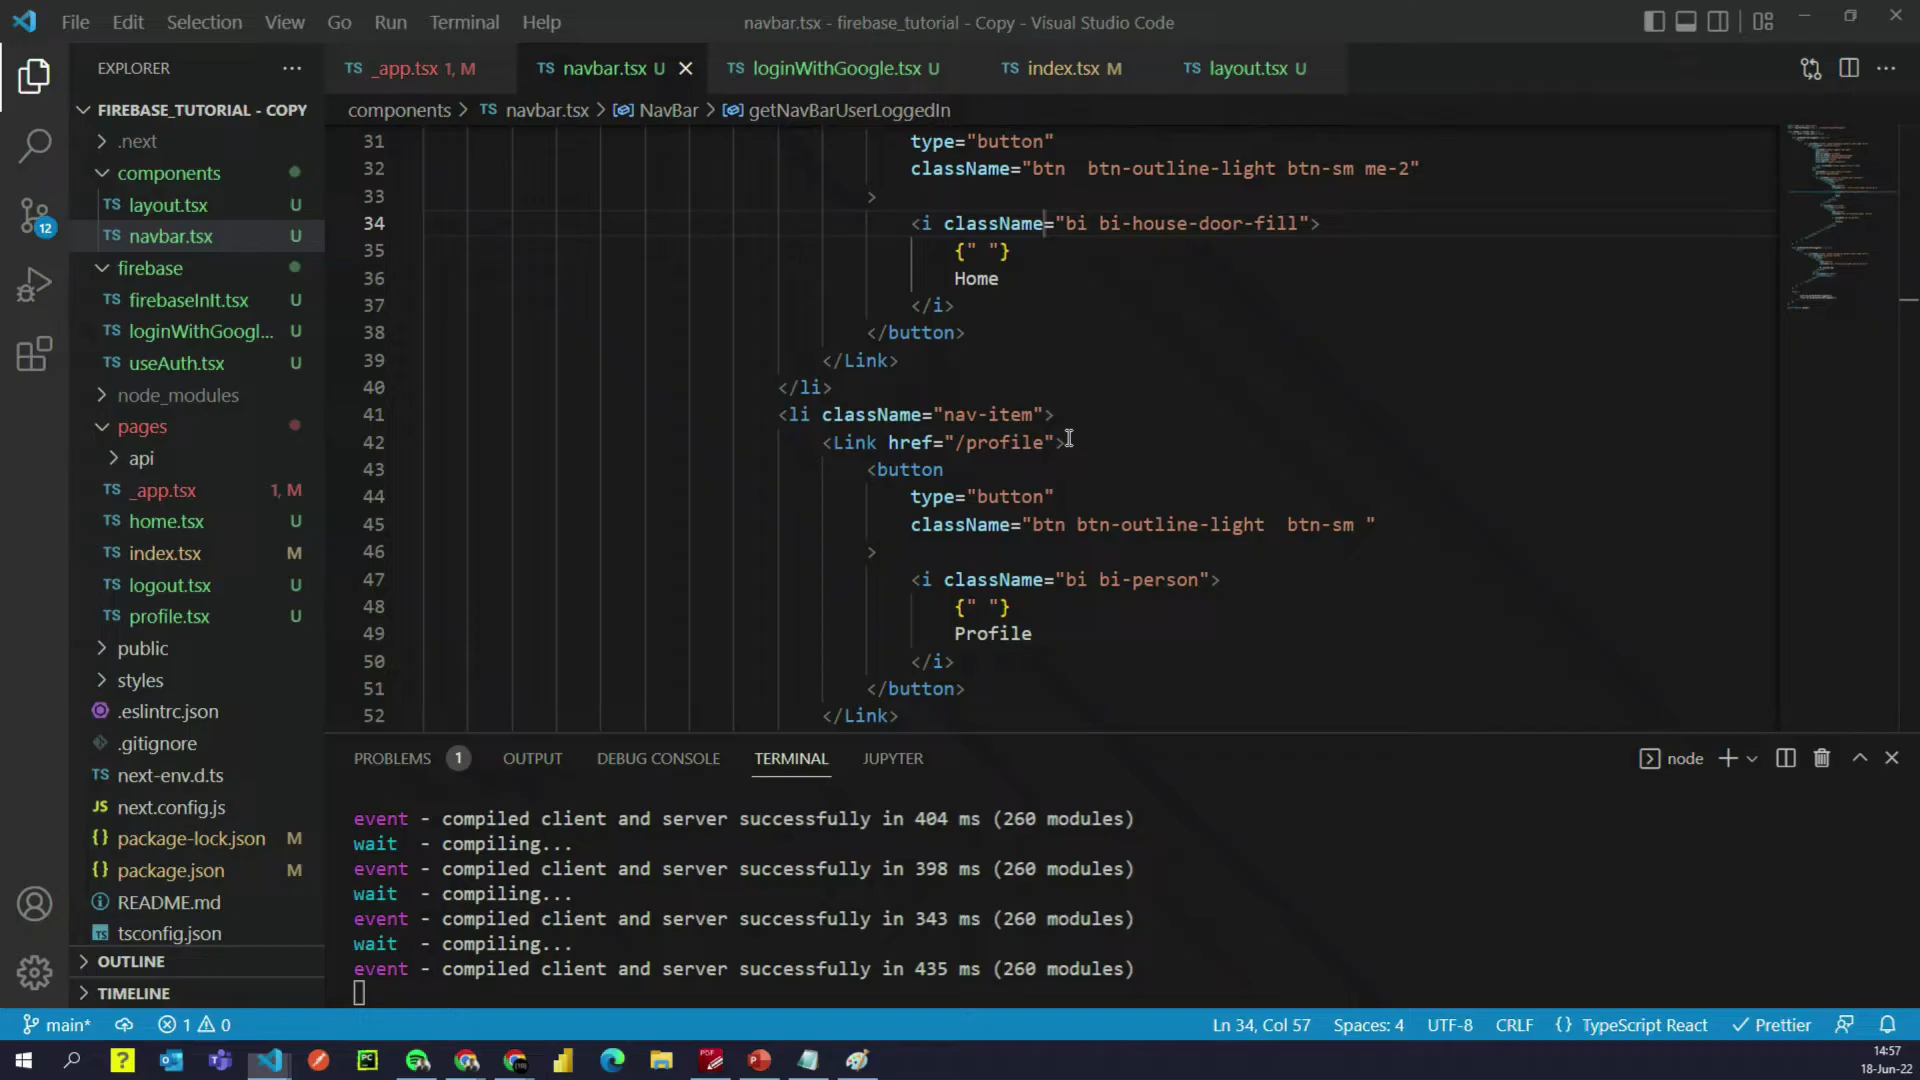 File Edit Selection View Go Run Terminal Help
navbar.tsx - firebase_tutorial - Copy - Visual Studio Code
EXPLORER
TS _app.tsx 1, M
TS navbar.tsx U
TS loginWithGoogle.tsx U
TS index.tsx M
TS layout.tsx U
FIREBASE_TUTORIAL - COPY
.next
components
TS layout.tsx U
TS navbar.tsx U
firebase
TS firebaseInIt.tsx U
TS loginWithGoogl... U
TS useAuth.tsx U
node_modules
pages
api
TS _app.tsx 1, M
TS home.tsx U
TS index.tsx M
TS logout.tsx U
TS profile.tsx U
public
styles
.eslintrc.json
.gitignore
TS next-env.d.ts
JS next.config.js
{} package-lock.json M
{} package.json M
README.md
tsconfig.json
OUTLINE
TIMELINE
12
components > TS navbar.tsx > NavBar > getNavBarUserLoggedIn
31 type="button"
32 className="btn  btn-outline-light btn-sm me-2"
33 >
34 <i className="bi bi-house-door-fill">
35 {" "}
36 Home
37 </i>
38 </button>
39 </Link>
40 </li>
41 <li className="nav-item">
42 <Link href="/profile">
43 <button
44 type="button"
45 className="btn btn-outline-light  btn-sm "
46 >
47 <i className="bi bi-person">
48 {" "}
49 Profile
50 </i>
51 </button>
52 </Link>
PROBLEMS 1 OUTPUT DEBUG CONSOLE TERMINAL JUPYTER
node
event - compiled client and server successfully in 404 ms (260 modules)
wait  - compiling...
event - compiled client and server successfully in 398 ms (260 modules)
wait  - compiling...
event - compiled client and server successfully in 343 ms (260 modules)
wait  - compiling...
event - compiled client and server successfully in 435 ms (260 modules)
main* 1 0
Ln 34, Col 57 Spaces: 4 UTF-8 CRLF {} TypeScript React Prettier
14:57
18-Jun-22